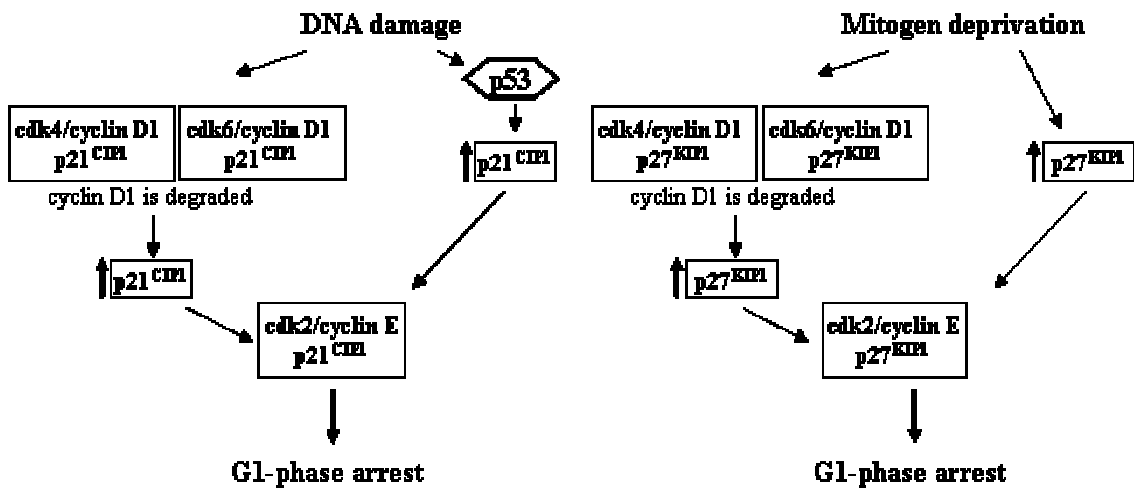 DNA damage
p53
cdk4/cyclin D1
p21CIP1
cdk6/cyclin D1
p21CIP1
p21CIP1
cyclin D1 is degraded
p21CIP1
cdk2/cyclin E
p21CIP1
G1-phase arrest
Mitogen deprivation
cdk4/cyclin D1
p27KIP1
cdk6/cyclin D1
p27KIP1
p27KIP1
cyclin D1 is degraded
p27KIP1
cdk2/cyclin E
p27KIP1
G1-phase arrest